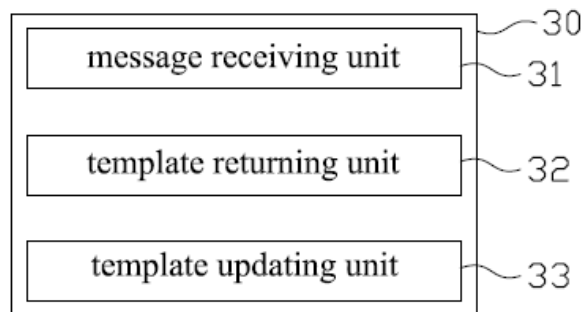 30
message receiving unit
31
template returning unit
32
template updating unit
33